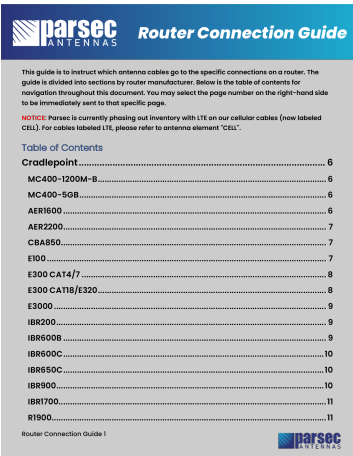 parsec
ANTENNAS
Router Connection Guide
This guide is to instruct which antenna cables go to the specific connections on a router. The
guide is divided into sections by router manufacturer. Below is the table of contents for
navigation throughout this document. You may select the page number on the right-hand side
to be immediately sent to that specific page.
NOTICE: Parsec is currently phasing out inventory with LTE on our cellular cables (now labeled
CELL). For cables labeled LTE, please refer to antenna element "CELL".
Table of Contents
Cradlepoint.......... 6
MC400-1200M-B.......... 6
MC400-5GB.......... 6
AER1600.......... 6
AER2200.......... 7
CBA850.......... 7
E100.......... 7
E300 CAT4/7.......... 8
E300 CAT18/E320.......... 8
E3000.......... 9
IBR200.......... 9
IBR600B.......... 9
IBR600C.......... 10
IBR650C.......... 10
IBR900.......... 10
IBR1700.......... 11
R1900.......... 11
Router Connection Guide 1
parsec
ANTENNAS